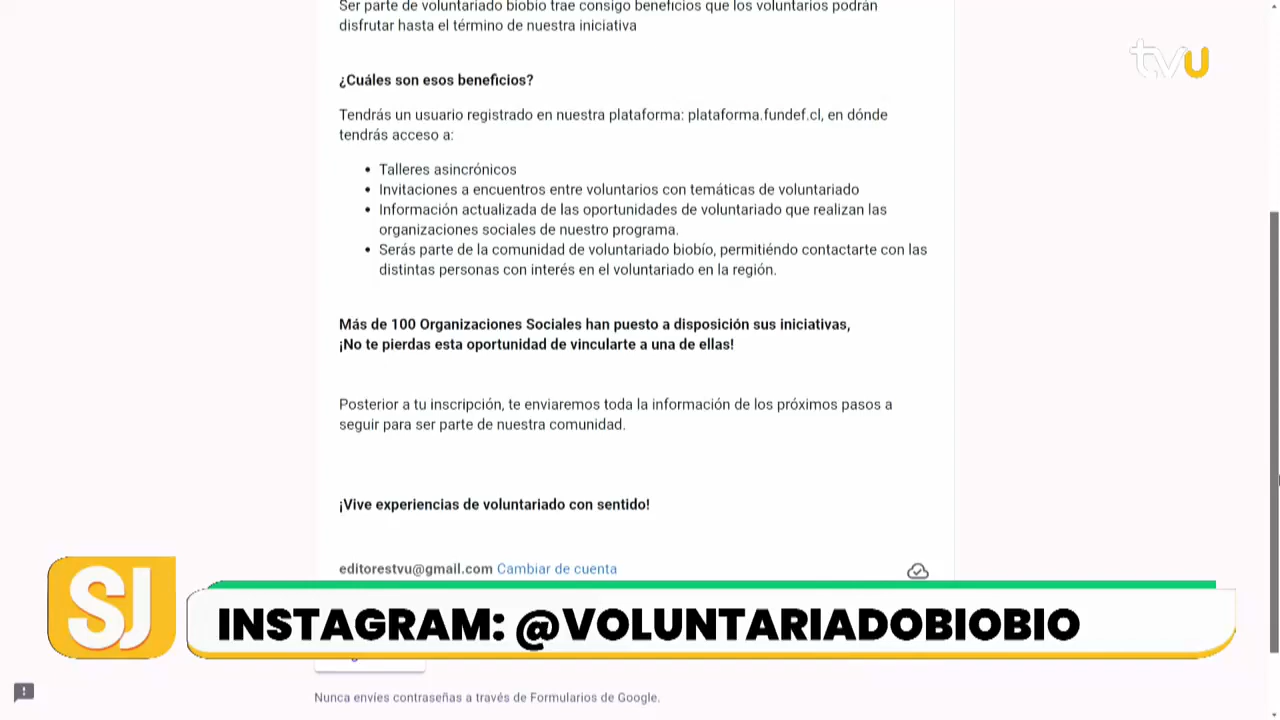 Ser parte de voluntariado biobio trae consigo beneficios que los voluntarios podrán
disfrutar hasta el término de nuestra iniciativa
tvu
¿Cuáles son esos beneficios?
Tendrás un usuario registrado en nuestra plataforma: plataforma.fundef.cl, en dónde
tendrás acceso a:
• Talleres asincrónicos
• Invitaciones a encuentros entre voluntarios con temáticas de voluntariado
• Información actualizada de las oportunidades de voluntariado que realizan las
organizaciones sociales de nuestro programa.
• Serás parte de la comunidad de voluntariado biobío, permitiéndo contactarte con las
distintas personas con interés en el voluntariado en la región.
Más de 100 Organizaciones Sociales han puesto a disposición sus iniciativas,
¡No te pierdas esta oportunidad de vincularte a una de ellas!
Posterior a tu inscripción, te enviaremos toda la información de los próximos pasos a
seguir para ser parte de nuestra comunidad.
¡Vive experiencias de voluntariado con sentido!
editorestvu@gmail.com Cambiar de cuenta
SJ
INSTAGRAM: @VOLUNTARIADOBIOBIO
Nunca envíes contraseñas a través de Formularios de Google.